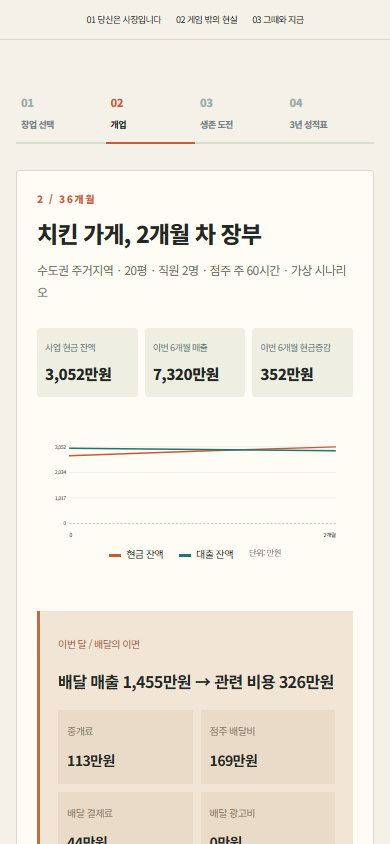 01 당신은 사장입니다 02 게임 밖의 현실 03 그때와 지금
01 02 03 04
창업 선택 개업 생존 도전 3년 성적표
2 / 36개월
치킨 가게, 2개월 차 장부
수도권 주거지역 · 20평 · 직원 2명 · 점주 주 60시간 · 가상 시나리
오
사업 현금 잔액 이번 6개월 매출 이번 6개월 현금증감
3,052만원 7,320만원 352만원
3,052
2,034
1,017
0
0 2개월
현금 잔액 대출 잔액 단위: 만원
이번 달 / 배달의 이면
배달 매출 1,455만원 → 관련 비용 326만원
중개료 점주 배달비
113만원 169만원
배달 결제료 배달 광고비
44만원 0만원